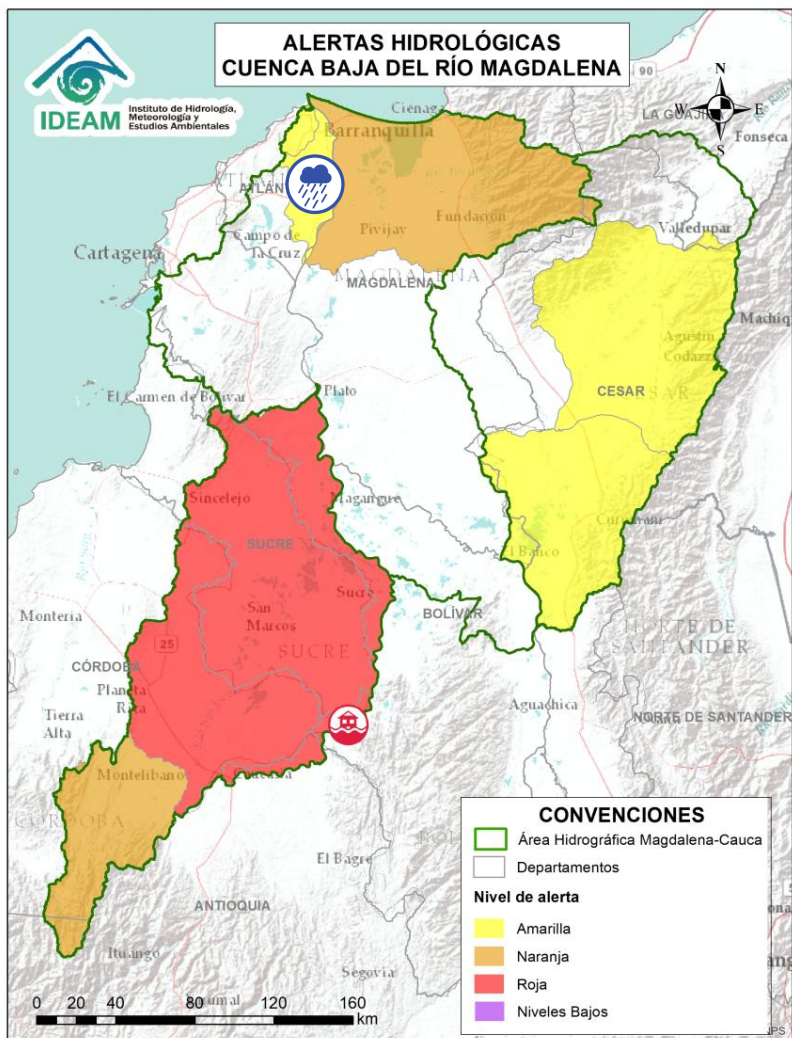 ALERTAS HIDROLÓGICAS
CUENCA BAJA DEL RÍO MAGDALENA
IDEAM
Instituto de Hidrología,
Meteorología y
Estudios Ambientales
N
W
E
S
90
Ciénaga
Barranquilla
LA GUAJIRA
Fonseca
Pivijay
Fundación
Valledupar
Cartagena
Campo de
la Cruz
MAGDALENA
MAGDALENA
Agustín
Codazzi
CESAR
El Carmen de Bolívar
Plato
Sincelejo
Magangué
SUCRE
El Banco
Sucre
San
Marcos
SUCRE
BOLÍVAR
Montería
25
CÓRDOBA
Planeta
Rica
Tierra
Alta
NORTE DE
SANTANDER
Aguachica
NORTE DE SANTANDER
Montelíbano
Caucasia
CÓRDOBA
El Bagre
ANTIOQUIA
Ituango
Segovia
CONVENCIONES
Área Hidrográfica Magdalena-Cauca
Departamentos
Nivel de alerta
Amarilla
Naranja
Roja
Niveles Bajos
0 20 40 80 120 160
km